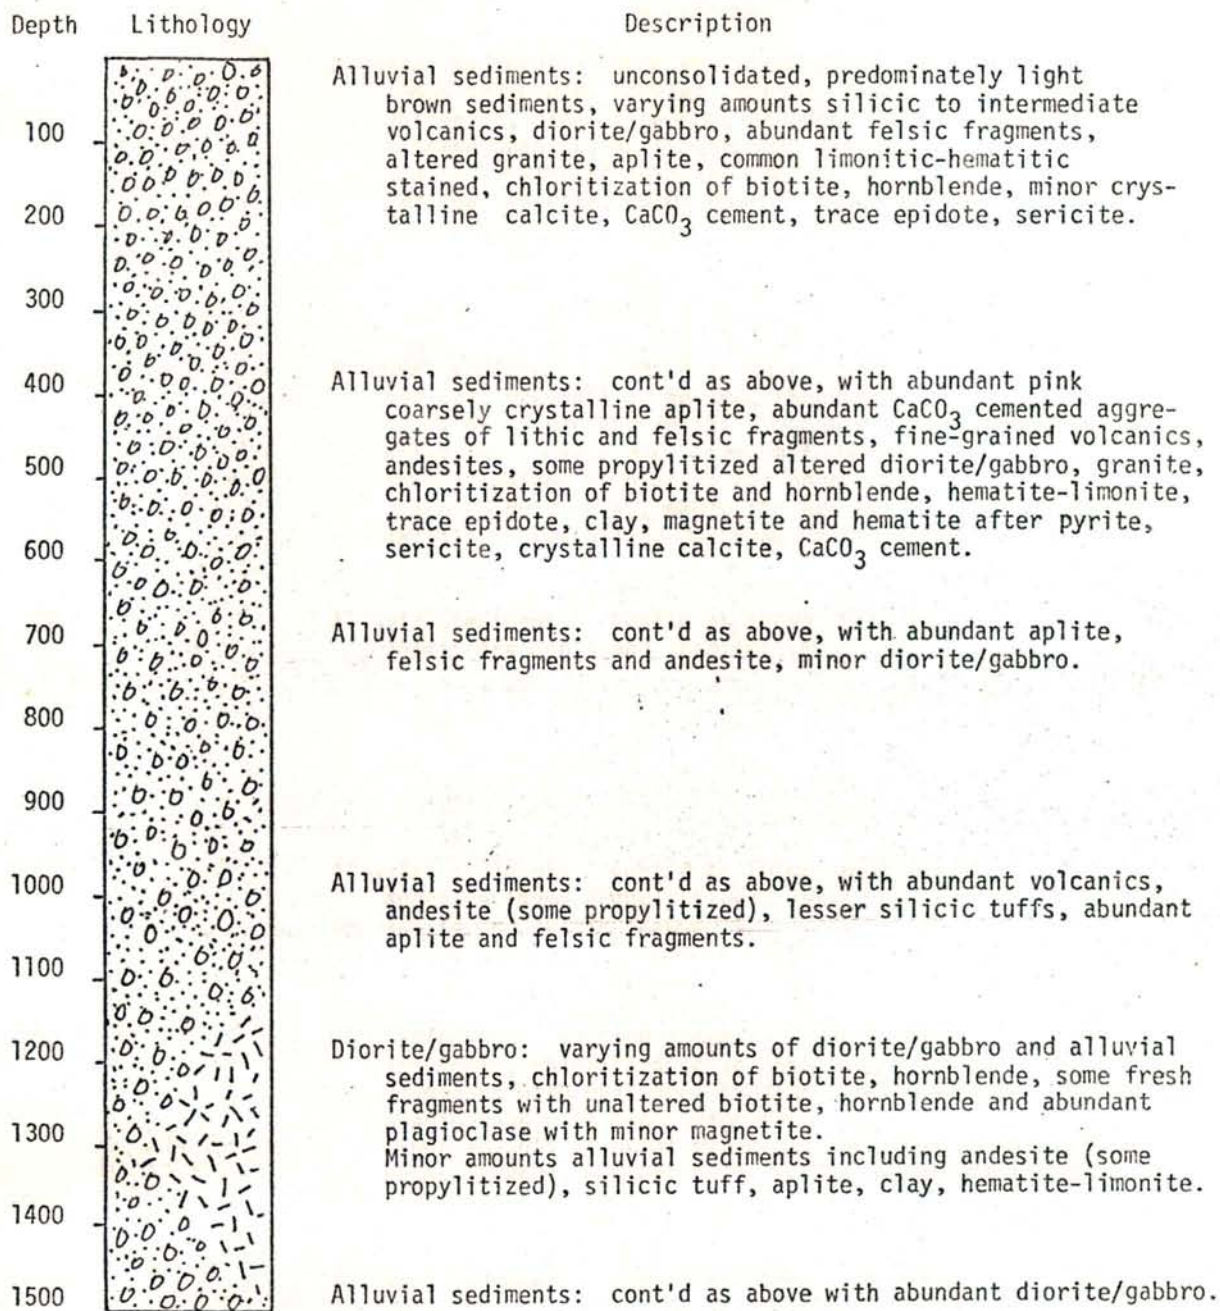 Depth Lithology Description
Alluvial sediments: unconsolidated, predominately light
brown sediments, varying amounts silicic to intermediate
100 volcanics, diorite/gabbro, abundant felsic fragments,
altered granite, aplite, common limonitic-hematitic
stained, chloritization of biotite, hornblende, minor crys-
200 talline calcite, CaCO3 cement, trace epidote, sericite.
300
400 Alluvial sediments: cont'd as above, with abundant pink
coarsely crystalline aplite, abundant CaCO3 cemented aggre-
gates of lithic and felsic fragments, fine-grained volcanics,
500 andesites, some propylitized altered diorite/gabbro, granite,
chloritization of biotite and hornblende, hematite-limonite,
trace epidote, clay, magnetite and hematite after pyrite,
600 sericite, crystalline calcite, CaCO3 cement.
700 Alluvial sediments: cont'd as above, with abundant aplite,
felsic fragments and andesite, minor diorite/gabbro.
800
900
1000 Alluvial sediments: cont'd as above, with abundant volcanics,
andesite (some propylitized), lesser silicic tuffs, abundant
aplite and felsic fragments.
1100
1200 Diorite/gabbro: varying amounts of diorite/gabbro and alluvial
sediments, chloritization of biotite, hornblende, some fresh
fragments with unaltered biotite, hornblende and abundant
1300 plagioclase with minor magnetite.
Minor amounts alluvial sediments including andesite (some
propylitized), silicic tuff, aplite, clay, hematite-limonite.
1400
1500 Alluvial sediments: cont'd as above with abundant diorite/gabbro.